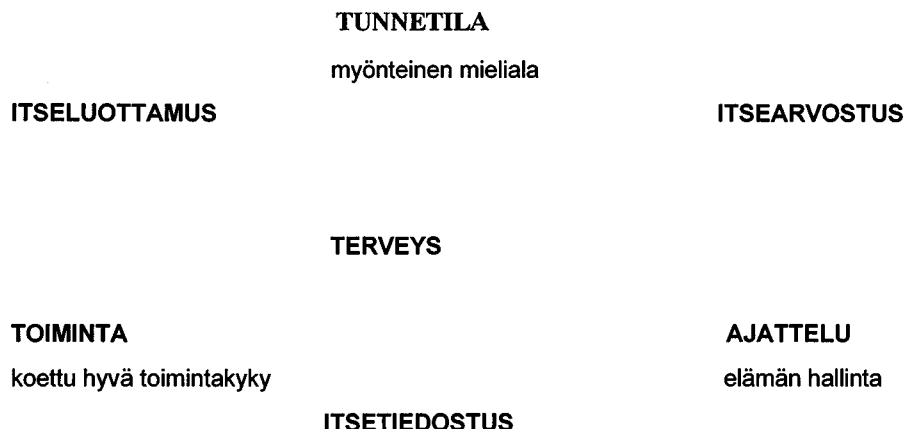 TUNNETILA
myönteinen mieliala
ITSELUOTTAMUS ITSEARVOSTUS
TERVEYS
TOIMINTA AJATTELU
koettu hyvä toimintakyky elämän hallinta
ITSETIEDOSTUS